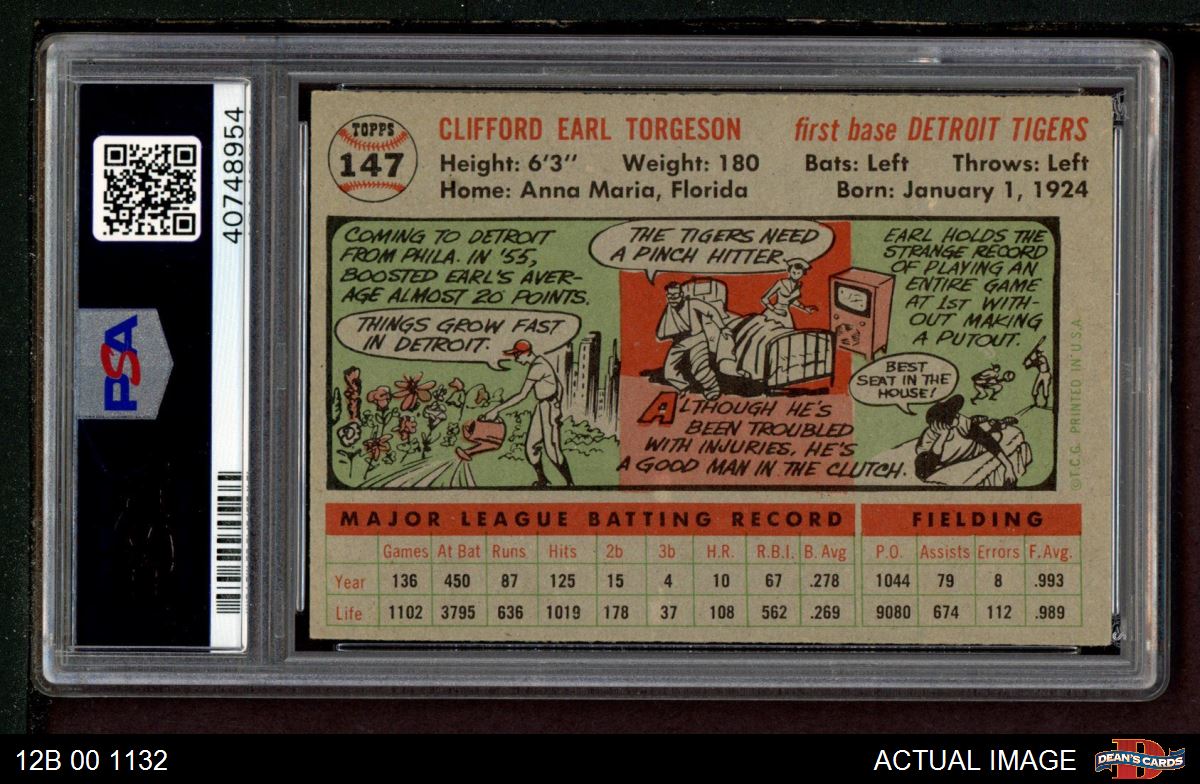 40748954
PSA
TOPPS
147
CLIFFORD EARL TORGESON first base DETROIT TIGERS
Height: 6'3" Weight: 180 Bats: Left Throws: Left
Home: Anna Maria, Florida Born: January 1, 1924
COMING TO DETROIT
FROM PHILA. IN '55,
BOOSTED EARL'S AVER-
AGE ALMOST 20 POINTS.
THINGS GROW FAST
IN DETROIT.
THE TIGERS NEED
A PINCH HITTER.
ALTHOUGH HE'S
BEEN TROUBLED
WITH INJURIES, HE'S
A GOOD MAN IN THE CLUTCH.
EARL HOLDS THE
STRANGE RECORD
OF PLAYING AN
ENTIRE GAME
AT 1ST WITH-
OUT MAKING
A PUTOUT.
BEST
SEAT IN THE
HOUSE!
©T.C.G. PRINTED IN U.S.A.
MAJOR LEAGUE BATTING RECORD FIELDING
Games At Bat Runs Hits 2b 3b H.R. R.B.I. B. Avg P.O. Assists Errors F. Avg.
Year 136 450 87 125 15 4 10 67 .278 1044 79 8 .993
Life 1102 3795 636 1019 178 37 108 562 .269 9080 674 112 .989
12B 00 1132 ACTUAL IMAGE DEAN'S CARDS